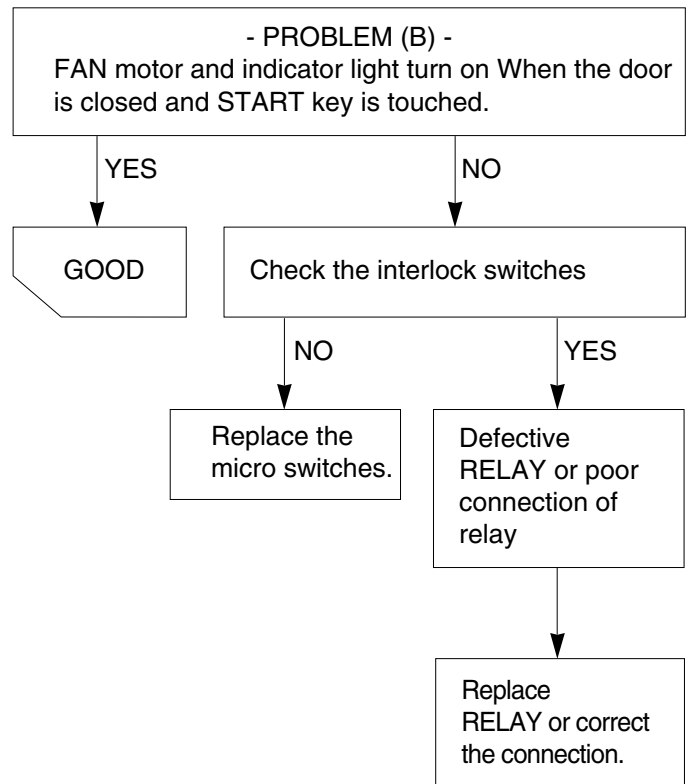 - PROBLEM (B) -
FAN motor and indicator light turn on When the door
is closed and START key is touched.
YES
NO
GOOD
Check the interlock switches
NO
YES
Replace the
micro switches.
Defective
RELAY or poor
connection of
relay
Replace
RELAY or correct
the connection.